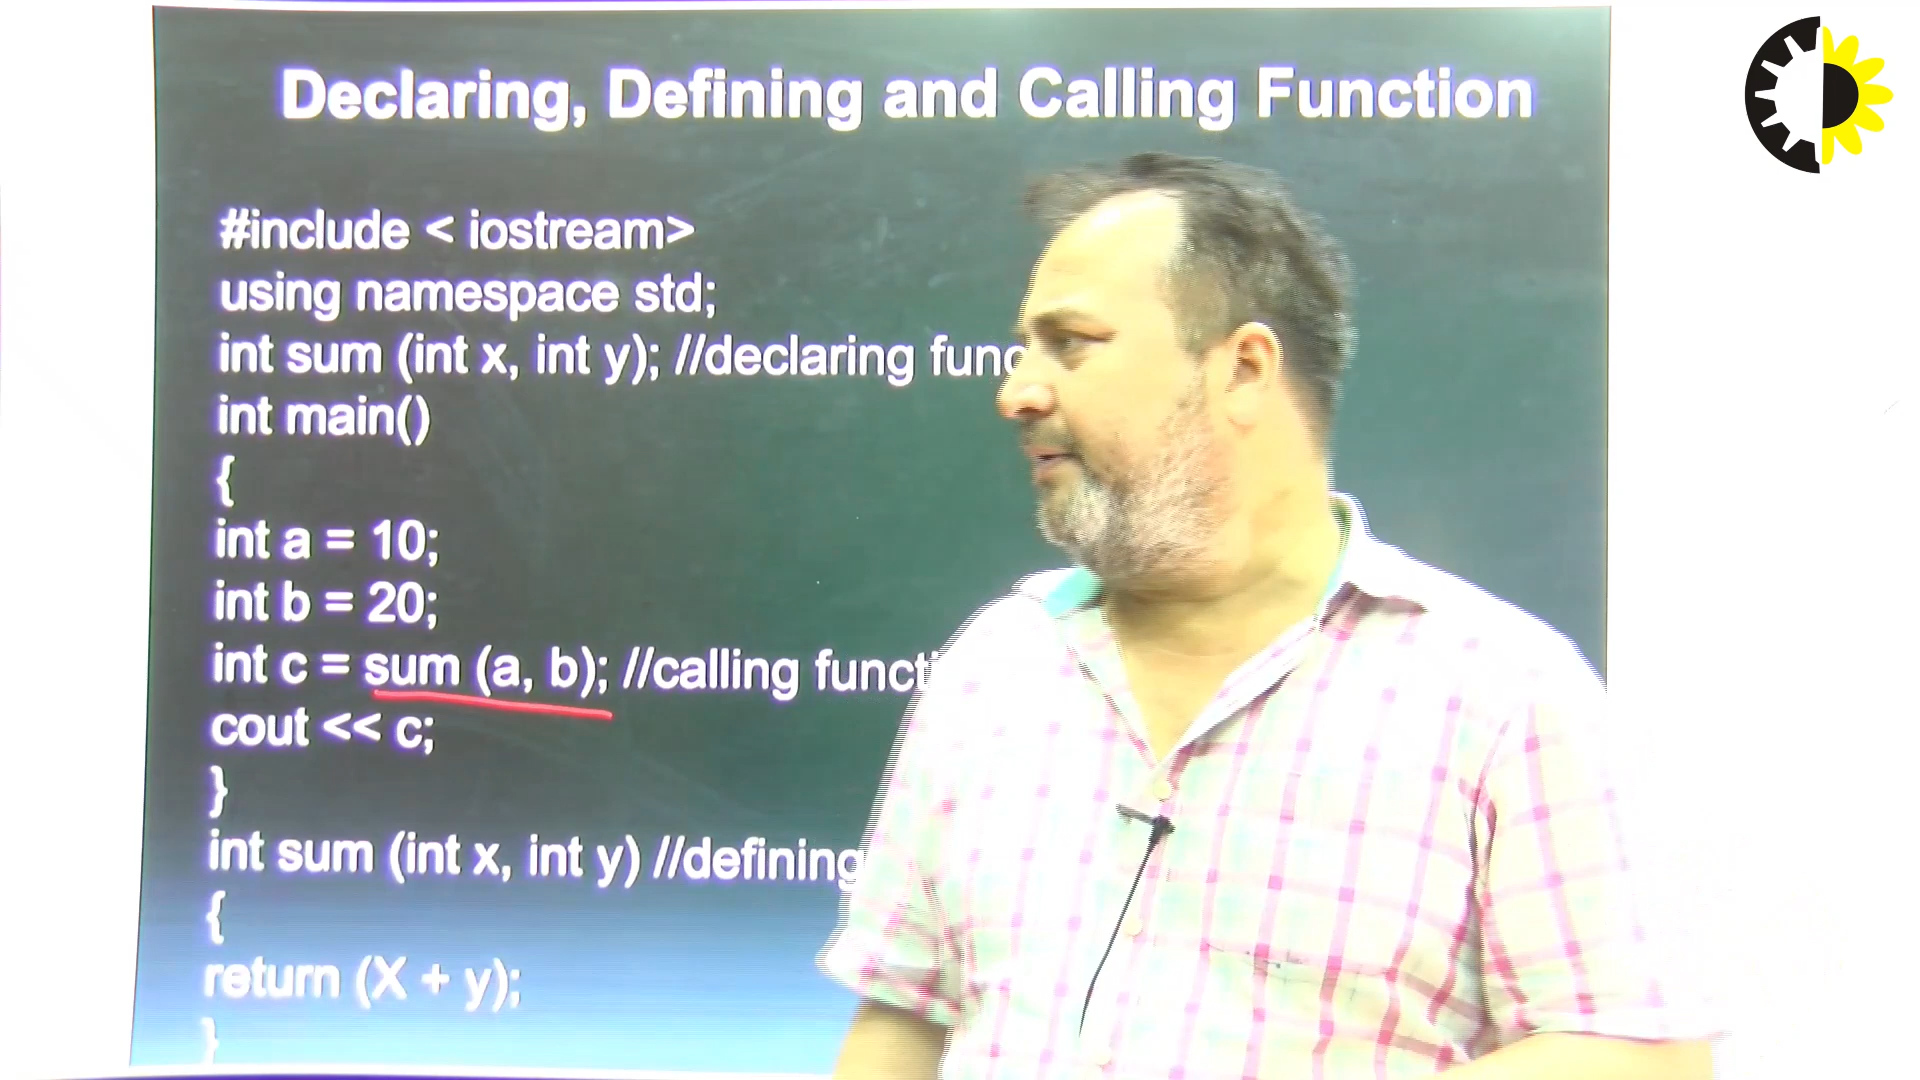 Declaring, Defining and Calling Function
#include < iostream>
using namespace std;
int sum (int x, int y); //declaring
int main()
{
int a = 10;
int b = 20;
int c = sum (a, b); //calling
cout << c;
}
int sum (int x, int y) //defining
{
return (X + y);
}